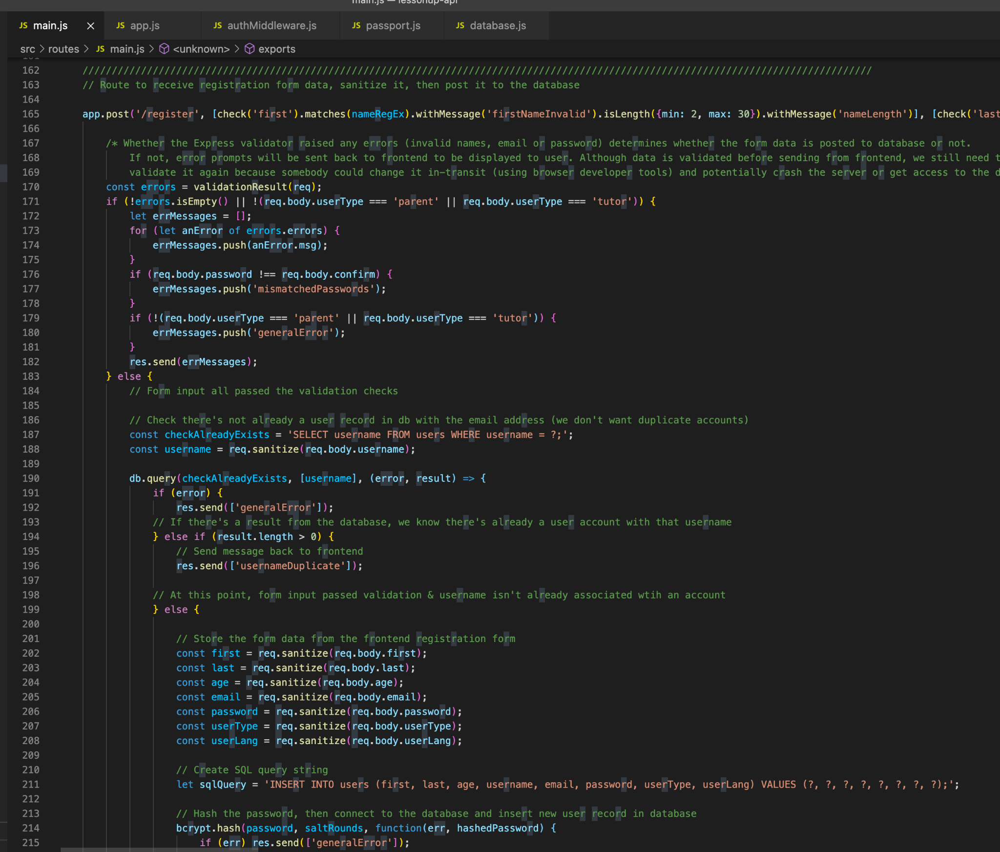 main.js — lessonup-api
JS main.js × JS app.js JS authMiddleware.js JS passport.js JS database.js
src > routes > JS main.js > <unknown> > exports
161
162 ///////////////////////////////////////////////////////////////////////////////////////////////////////////////////////////////////////
163 // Route to receive registration form data, sanitize it, then post it to the database
164
165 app.post('/register', [check('first').matches(nameRegEx).withMessage('firstNameInvalid').isLength({min: 2, max: 30}).withMessage('nameLength')], [check('last
166
167 /* Whether the Express validator raised any errors (invalid names, email or password) determines whether the form data is posted to database or not.
168 If not, error prompts will be sent back to frontend to be displayed to user. Although data is validated before sending from frontend, we still need t
169 validate it again because somebody could change it in-transit (using browser developer tools) and potentially crash the server or get access to the d
170 const errors = validationResult(req);
171 if (!errors.isEmpty() || !(req.body.userType === 'parent' || req.body.userType === 'tutor')) {
172 let errMessages = [];
173 for (let anError of errors.errors) {
174 errMessages.push(anError.msg);
175 }
176 if (req.body.password !== req.body.confirm) {
177 errMessages.push('mismatchedPasswords');
178 }
179 if (!(req.body.userType === 'parent' || req.body.userType === 'tutor')) {
180 errMessages.push('generalError');
181 }
182 res.send(errMessages);
183 } else {
184 // Form input all passed the validation checks
185
186 // Check there's not already a user record in db with the email address (we don't want duplicate accounts)
187 const checkAlreadyExists = 'SELECT username FROM users WHERE username = ?;';
188 const username = req.sanitize(req.body.username);
189
190 db.query(checkAlreadyExists, [username], (error, result) => {
191 if (error) {
192 res.send(['generalError']);
193 // If there's a result from the database, we know there's already a user account with that username
194 } else if (result.length > 0) {
195 // Send message back to frontend
196 res.send(['usernameDuplicate']);
197
198 // At this point, form input passed validation & username isn't already associated wtih an account
199 } else {
200
201 // Store the form data from the frontend registration form
202 const first = req.sanitize(req.body.first);
203 const last = req.sanitize(req.body.last);
204 const age = req.sanitize(req.body.age);
205 const email = req.sanitize(req.body.email);
206 const password = req.sanitize(req.body.password);
207 const userType = req.sanitize(req.body.userType);
208 const userLang = req.sanitize(req.body.userLang);
209
210 // Create SQL query string
211 let sqlQuery = 'INSERT INTO users (first, last, age, username, email, password, userType, userLang) VALUES (?, ?, ?, ?, ?, ?, ?, ?);';
212
213 // Hash the password, then connect to the database and insert new user record in database
214 bcrypt.hash(password, saltRounds, function(err, hashedPassword) {
215 if (err) res.send(['generalError']);